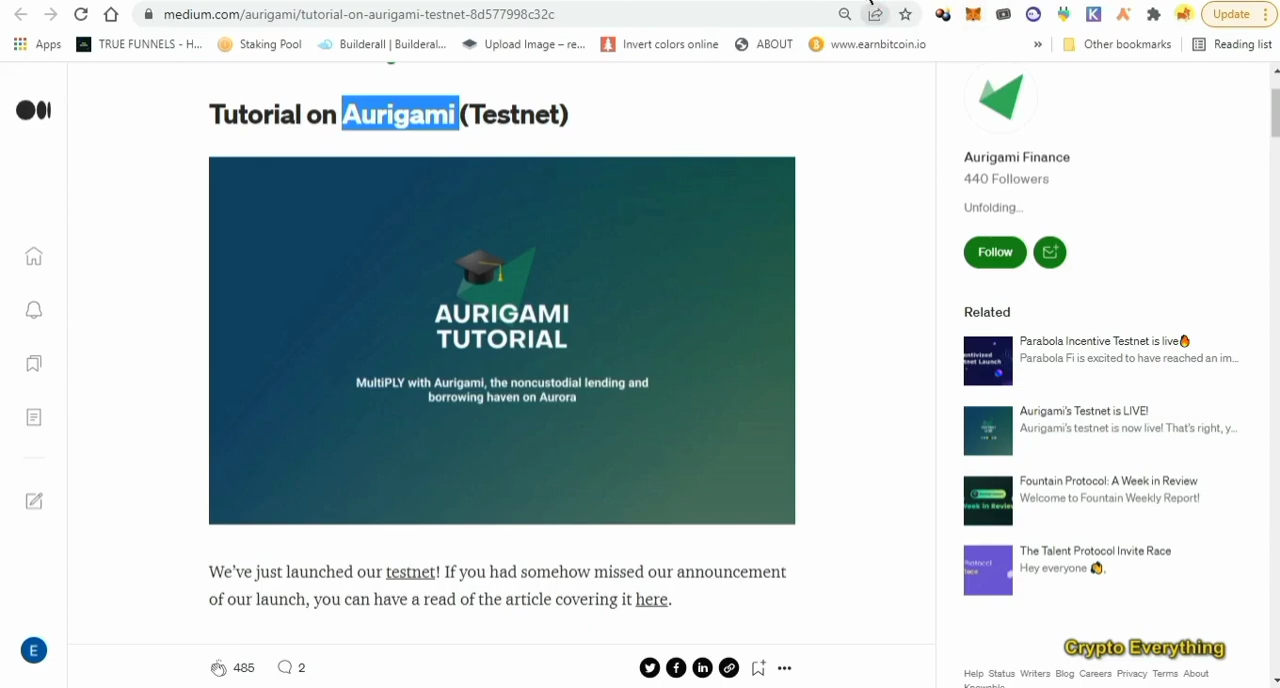 medium.com/aurigami/tutorial-on-aurigami-testnet-8d577998c32c
Update
Apps
TRUE FUNNELS - H...
Staking Pool
Builderall | Builderal...
Upload Image – re...
Invert colors online
ABOUT
www.earnbitcoin.io
»
Other bookmarks
Reading list
Tutorial on Aurigami (Testnet)
AURIGAMI
TUTORIAL
MultiPLY with Aurigami, the noncustodial lending and
borrowing haven on Aurora
We've just launched our testnet! If you had somehow missed our announcement
of our launch, you can have a read of the article covering it here.
485
2
E
Aurigami Finance
440 Followers
Unfolding...
Follow
Related
Parabola Incentive Testnet is live
Parabola Fi is excited to have reached an im...
Aurigami's Testnet is LIVE!
Aurigami's testnet is now live! That's right, y...
Fountain Protocol: A Week in Review
Welcome to Fountain Weekly Report!
The Talent Protocol Invite Race
Hey everyone
Crypto Everything
Help Status Writers Blog Careers Privacy Terms About
Knowable